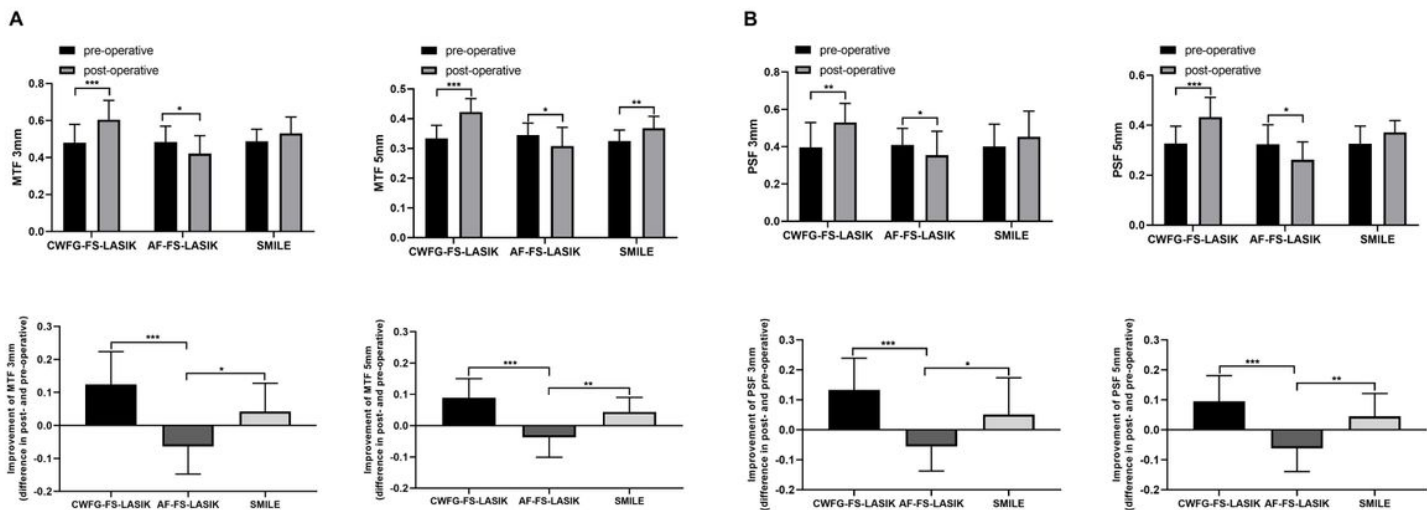 A
pre-operative
post-operative
MTF 3mm
0.8
0.6
0.4
0.2
0.0
***
*
CWFG-FS-LASIK AF-FS-LASIK SMILE
pre-operative
post-operative
MTF 5mm
0.5
0.4
0.3
0.2
0.1
0.0
***
*
**
CWFG-FS-LASIK AF-FS-LASIK SMILE
B
pre-operative
post-operative
PSF 3mm
0.8
0.6
0.4
0.2
0.0
**
*
CWFG-FS-LASIK AF-FS-LASIK SMILE
pre-operative
post-operative
PSF 5mm
0.6
0.4
0.2
0.0
***
*
CWFG-FS-LASIK AF-FS-LASIK SMILE
Improvement of MTF 3mm
(difference in post- and pre-operative)
0.3
0.2
0.1
0.0
-0.1
-0.2
***
*
CWFG-FS-LASIK AF-FS-LASIK SMILE
Improvement of MTF 5mm
(difference in post- and pre-operative)
0.3
0.2
0.1
0.0
-0.1
-0.2
***
**
CWFG-FS-LASIK AF-FS-LASIK SMILE
Improvement of PSF 3mm
(difference in post- and pre-operative)
0.3
0.2
0.1
0.0
-0.1
-0.2
***
*
CWFG-FS-LASIK AF-FS-LASIK SMILE
Improvement of PSF 5mm
(difference in post- and pre-operative)
0.3
0.2
0.1
0.0
-0.1
-0.2
***
**
CWFG-FS-LASIK AF-FS-LASIK SMILE